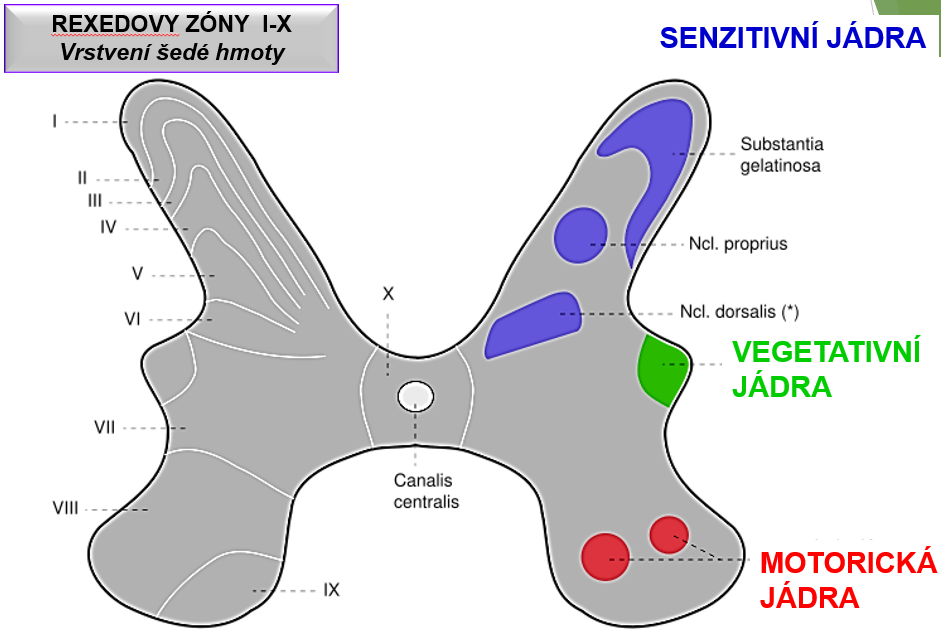 REXEDOVY ZÓNY I-X
Vrstvení šedé hmoty
SENZITIVNÍ JÁDRA
I
II
III
IV
V
VI
VII
VIII
IX
X
Canalis
centralis
Substantia
gelatinosa
Ncl. proprius
Ncl. dorsalis (*)
VEGETATIVNÍ
JÁDRA
MOTORICKÁ
JÁDRA